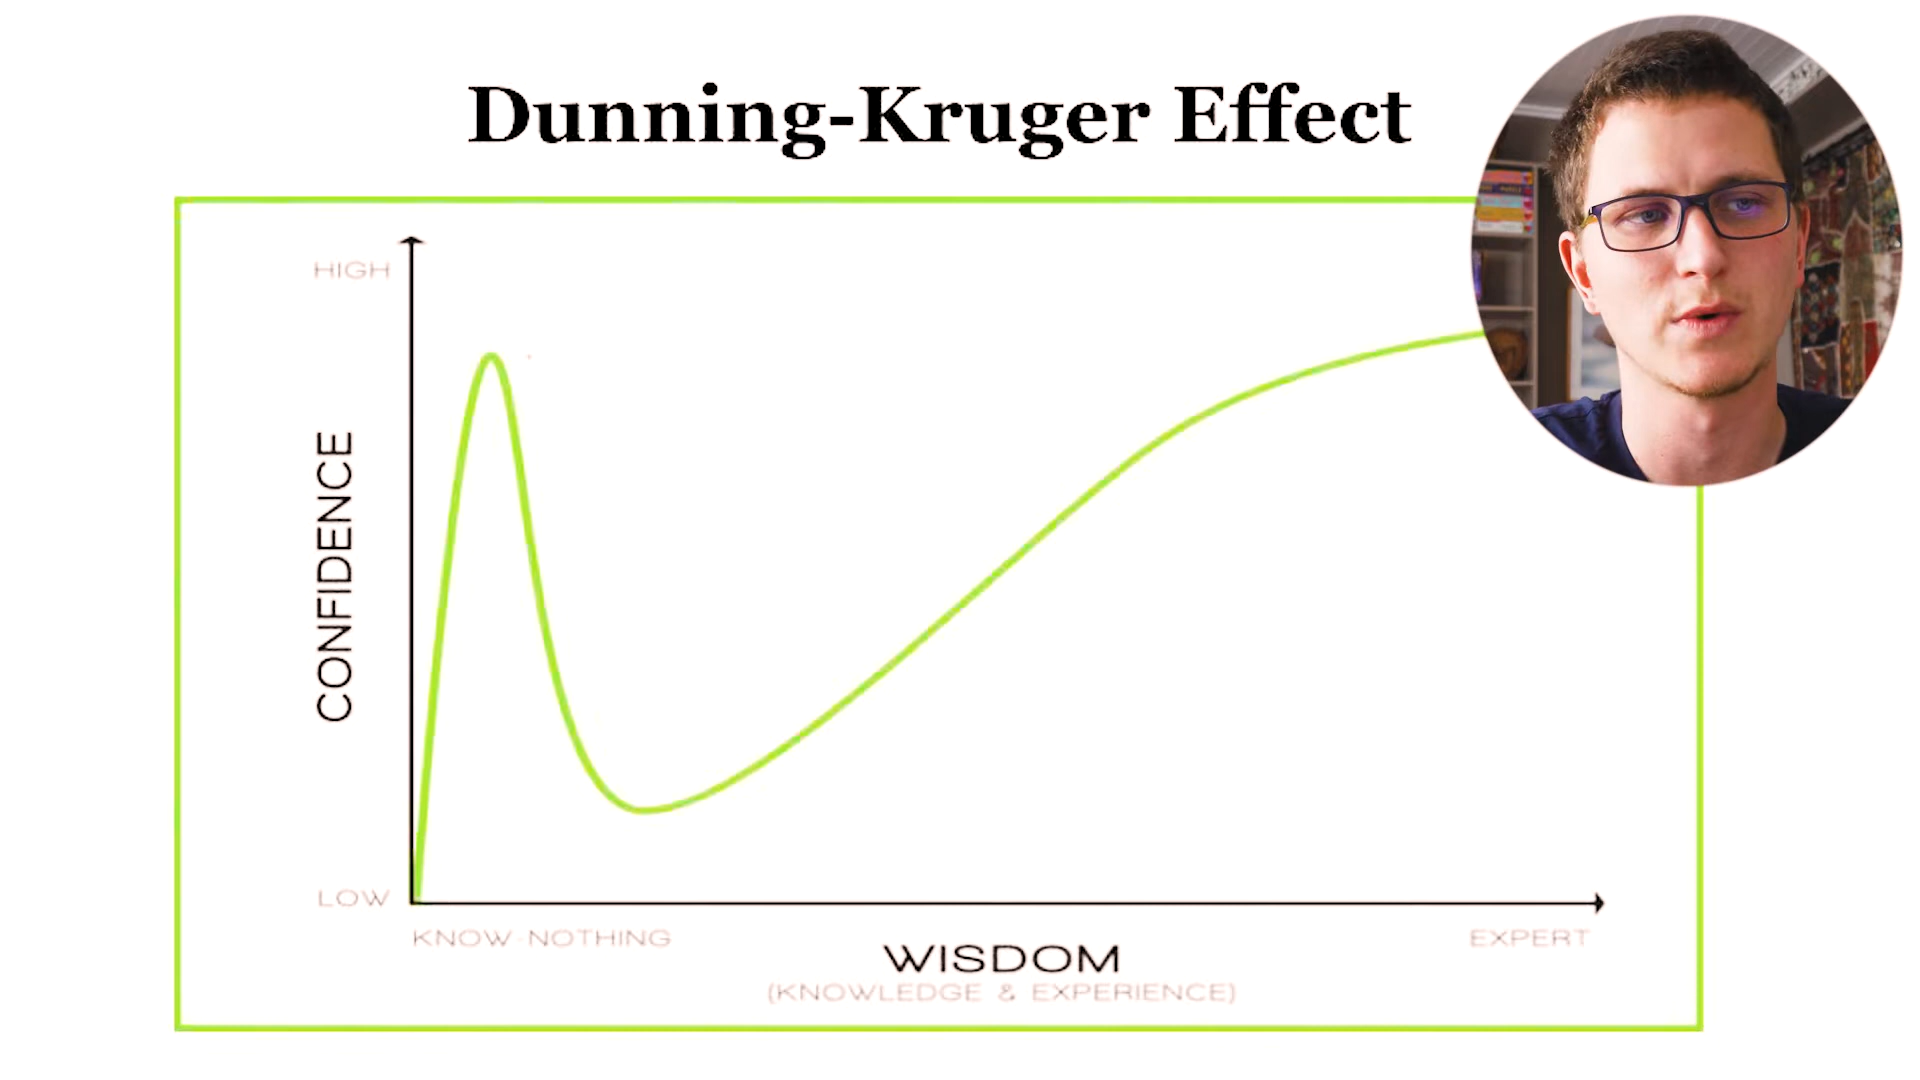 Dunning-Kruger Effect
HIGH
CONFIDENCE
LOW
KNOW-NOTHING
EXPERT
WISDOM
(KNOWLEDGE & EXPERIENCE)